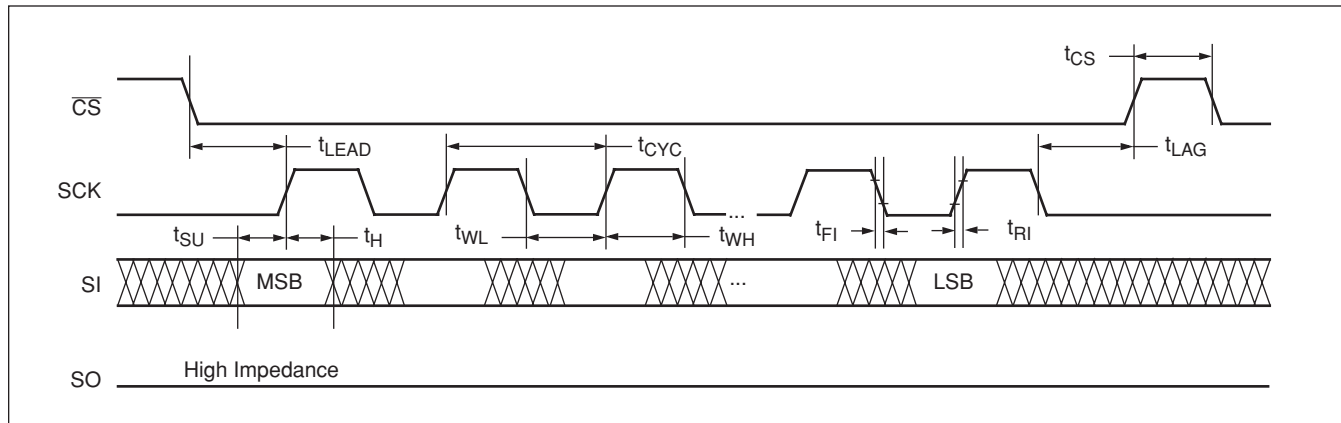 tCS
CS
tLEAD
tCYC
tLAG
SCK
...
tSU
tH
tWL
tWH
tFI
tRI
SI
MSB
...
LSB
SO
High Impedance